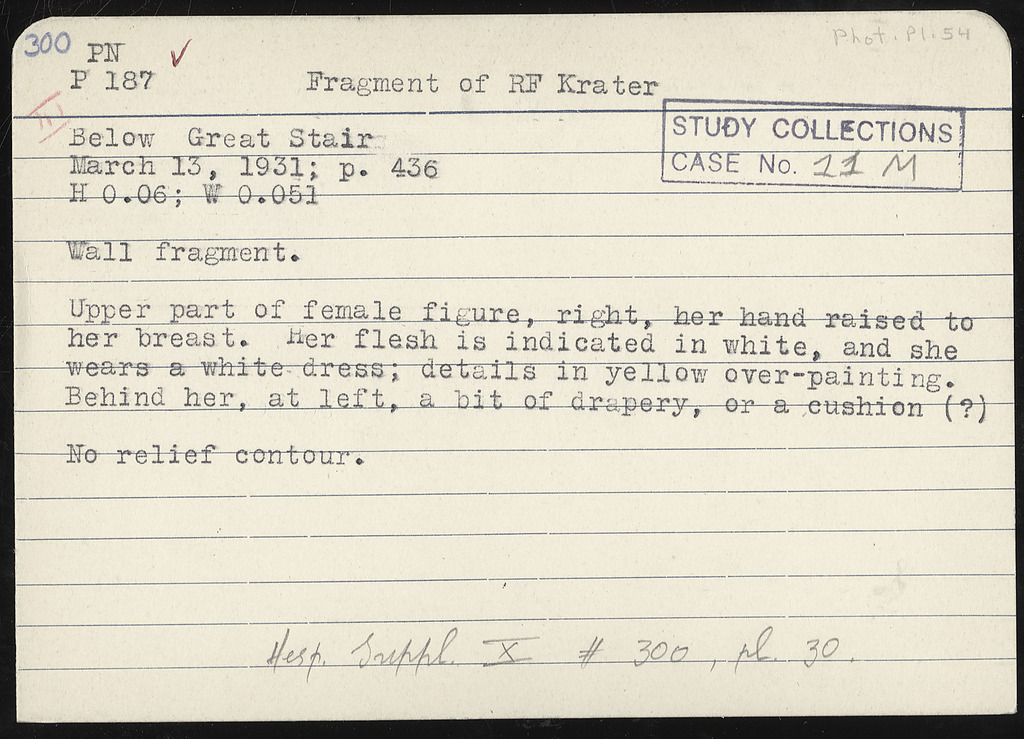 300 PN ✓ Phot. Pl. 54
P 187 Fragment of RF Krater
III
Below Great Stair
March 13, 1931; p. 436
H 0.06; W 0.051
STUDY COLLECTIONS
CASE No. 11 M
Wall fragment.
Upper part of female figure, right, her hand raised to
her breast. Her flesh is indicated in white, and she
wears a white dress; details in yellow over-painting.
Behind her, at left, a bit of drapery, or a cushion (?)
No relief contour.
Hesp. Suppl. X # 300, pl. 30.